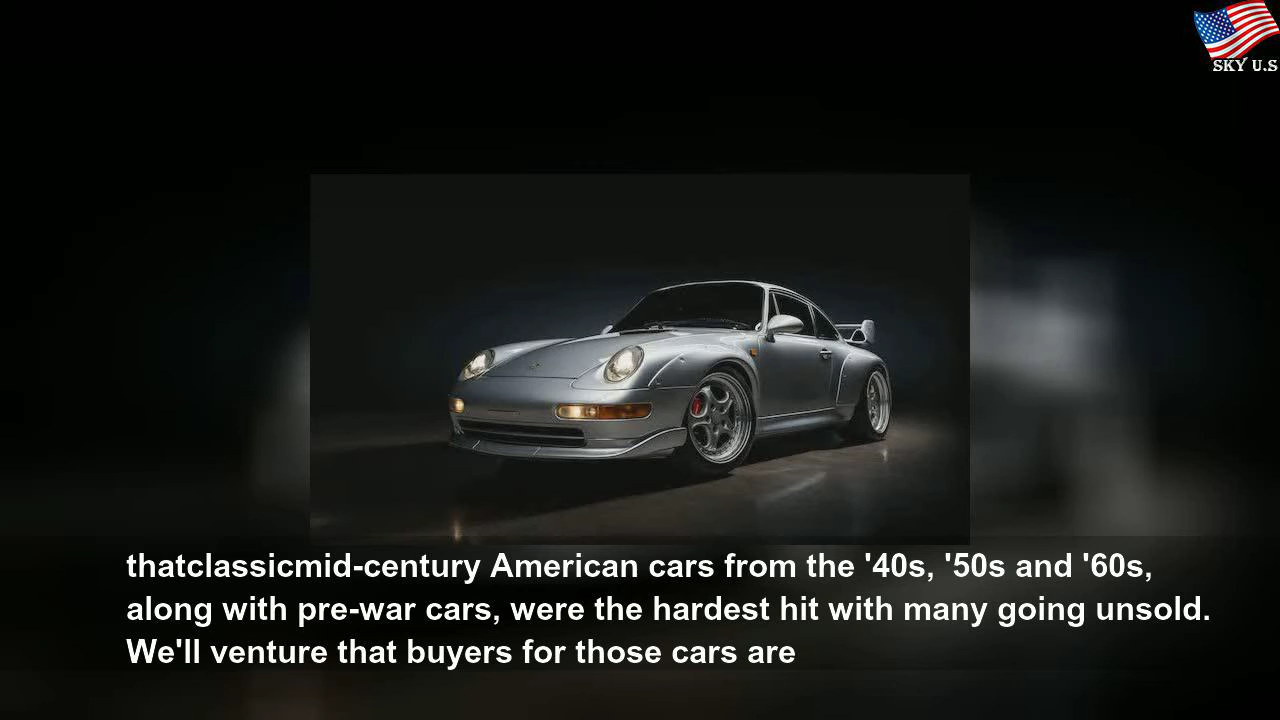 SKY U.S
thatclassicmid-century American cars from the '40s, '50s and '60s,
along with pre-war cars, were the hardest hit with many going unsold.
We'll venture that buyers for those cars are